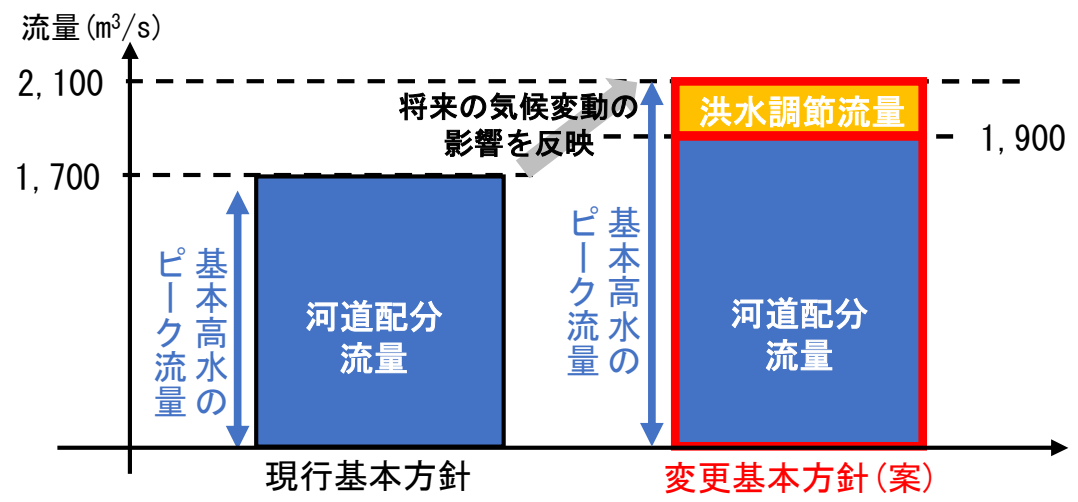 流量(m³/s)
2,100
将来の気候変動の
影響を反映
洪水調節流量
1,900
1,700
基本高水の
ピーク流量
河道配分
流量
基本高水の
ピーク流量
河道配分
流量
現行基本方針
変更基本方針(案)